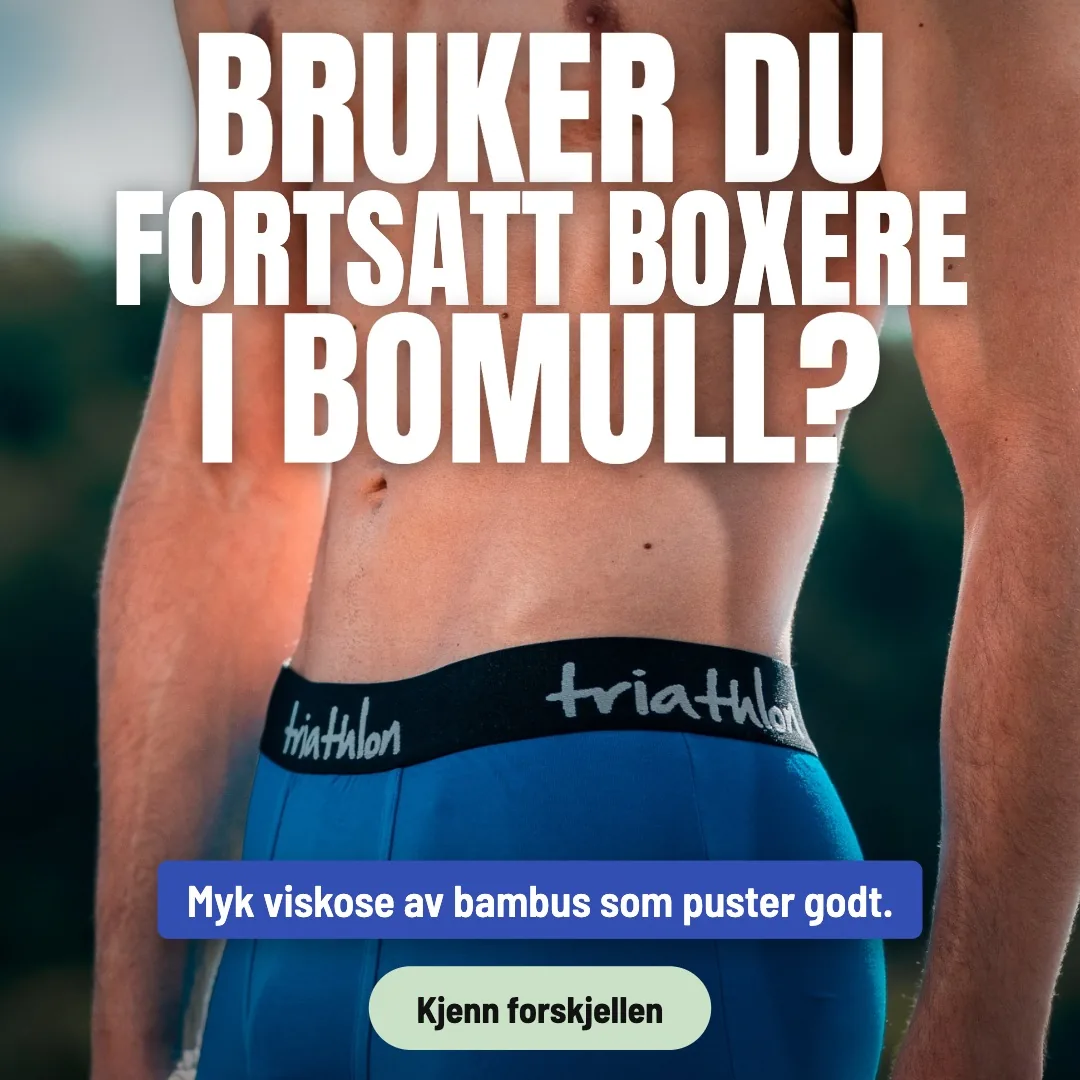 BRUKER DU
FORTSATT BOXERE
I BOMULL?
triathlon
triathlon
Myk viskose av bambus som puster godt.
Kjenn forskjellen